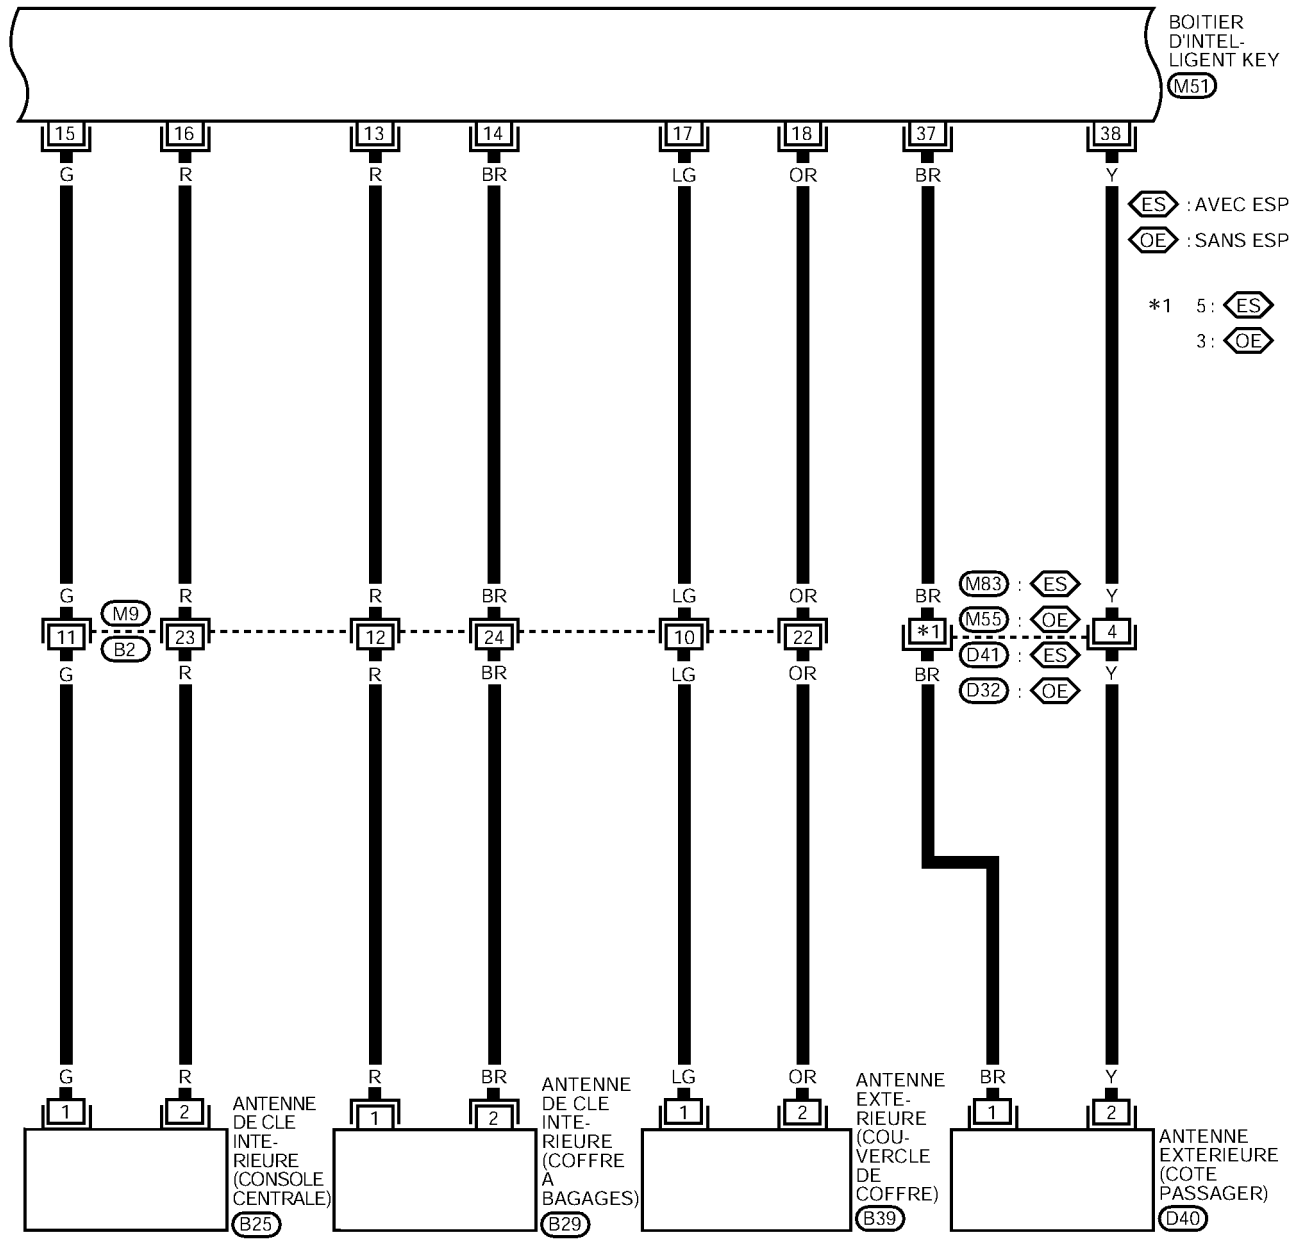 BOITIER
D'INTEL-
LIGENT KEY
M51
15 16 13 14 17 18 37 38
G R R BR LG OR BR Y
ES : AVEC ESP
OE : SANS ESP
*1 5 : ES
3 : OE
M83 : ES
G R R BR LG OR BR Y
M9
M55 : OE
11 23 12 24 10 22 *1 4
B2
D41 : ES
G R R BR LG OR BR Y
D32 : OE
G R R BR LG OR BR Y
1 2 1 2 1 2 1 2
ANTENNE
DE CLE
INTE-
RIEURE
(CONSOLE
CENTRALE)
B25
ANTENNE
DE CLE
INTE-
RIEURE
(COFFRE
A
BAGAGES)
B29
ANTENNE
EXTE-
RIEURE
(COU-
VERCLE
DE
COFFRE)
B39
ANTENNE
EXTERIEURE
(COTE
PASSAGER)
D40